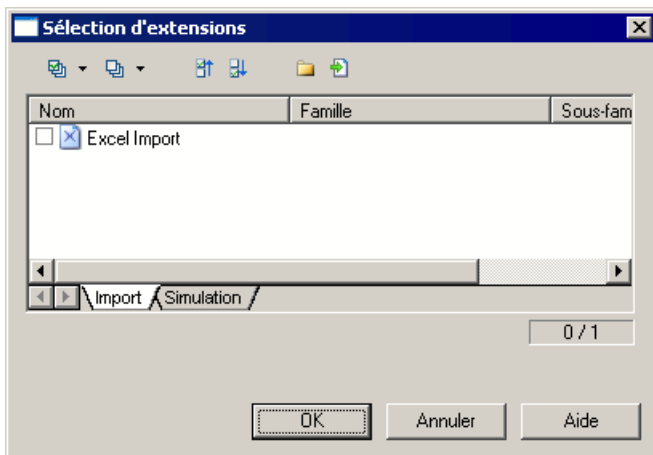 Sélection d'extensions
Nom Famille Sous-fam
Excel Import
Import Simulation
0 / 1
OK Annuler Aide